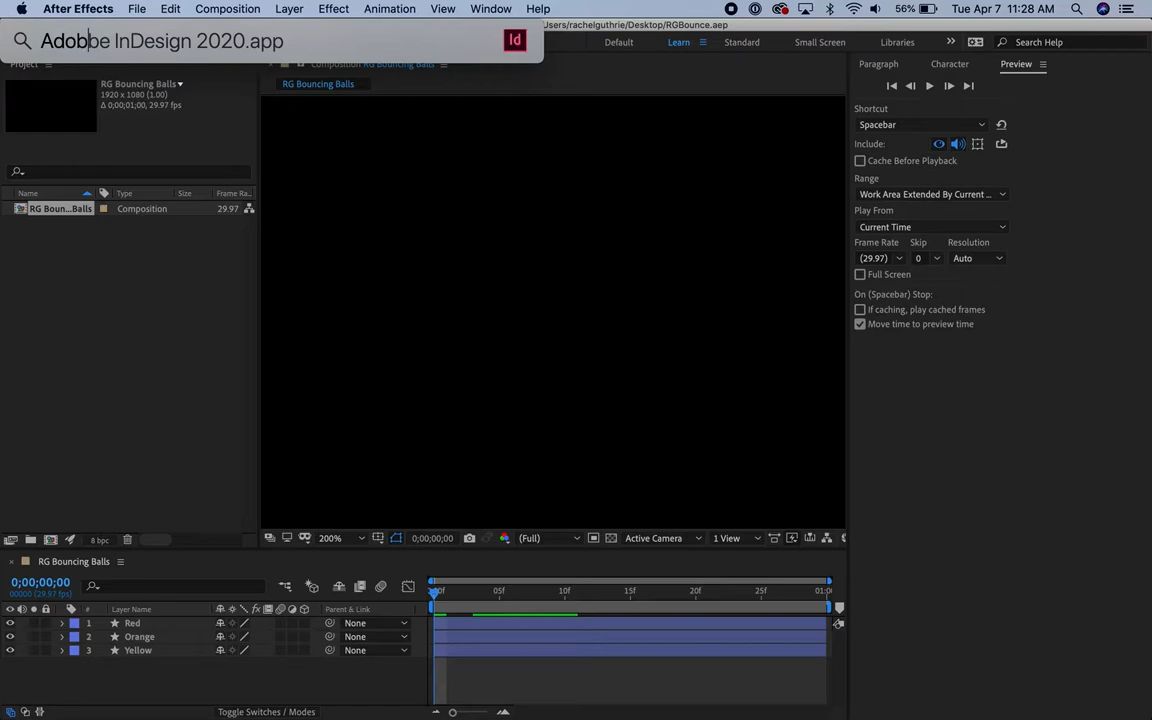 After Effects File Edit Composition Layer Effect Animation View Window Help 56% Tue Apr 7 11:28 AM
/Users/rachelguthrie/Desktop/RGBounce.aep
Adobbe InDesign 2020.app Id
Default Learn Standard Small Screen Libraries Search Help
Project
Composition RG Bouncing Balls
Paragraph Character Preview
RG Bouncing Balls
1920 x 1080 (1.00)
Δ 0;00;01;00, 29.97 fps
RG Bouncing Balls
Shortcut
Spacebar
Include:
Cache Before Playback
Range
Work Area Extended By Current ...
Play From
Current Time
Frame Rate Skip Resolution
(29.97) 0 Auto
Full Screen
On (Spacebar) Stop:
If caching, play cached frames
Move time to preview time
Name Type Size Frame Ra...
RG Boun...Balls Composition 29.97
8 bpc
200% 0;00;00;00 (Full) Active Camera 1 View
RG Bouncing Balls
0;00;00;00
00000 (29.97 fps)
05f 10f 15f 20f 25f 01:0
# Layer Name Parent & Link
1 Red None
2 Orange None
3 Yellow None
Toggle Switches / Modes